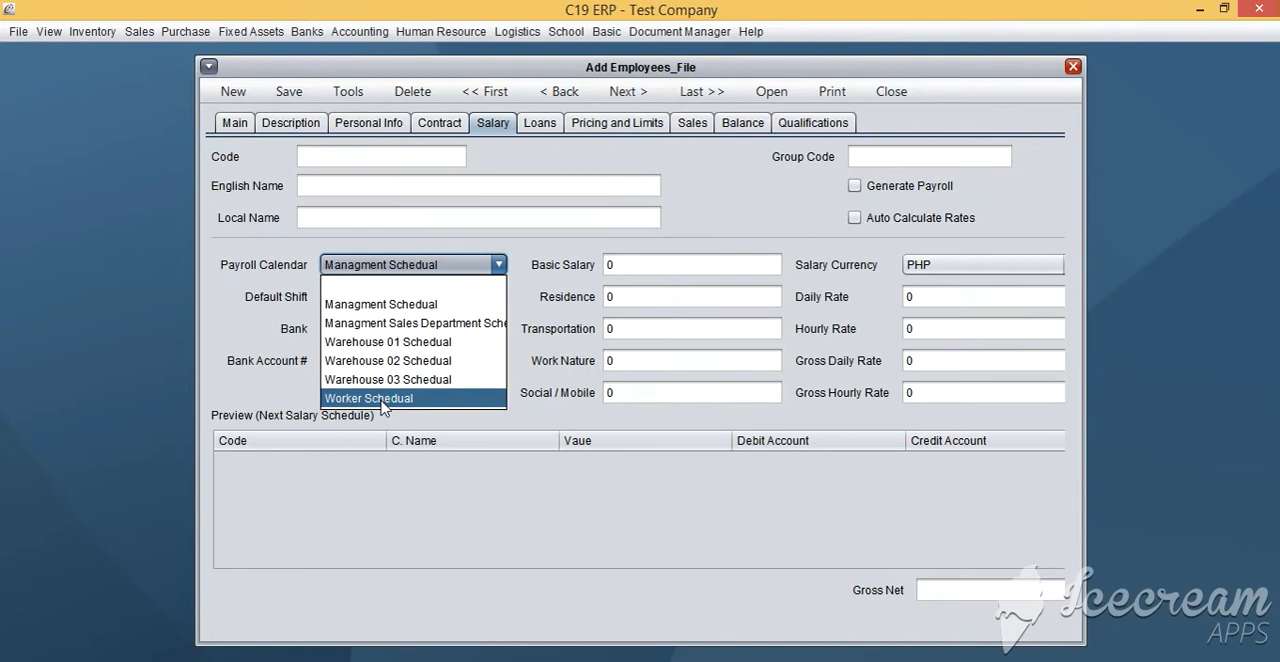 C19 ERP - Test Company
File View Inventory Sales Purchase Fixed Assets Banks Accounting Human Resource Logistics School Basic Document Manager Help
Add Employees_File
New Save Tools Delete << First < Back Next > Last >> Open Print Close
Main Description Personal Info Contract Salary Loans Pricing and Limits Sales Balance Qualifications
Code Group Code
English Name Generate Payroll
Local Name Auto Calculate Rates
Payroll Calendar Managment Schedual Basic Salary 0 Salary Currency PHP
Default Shift Managment Schedual Residence 0 Daily Rate 0
Managment Sales Department Sche
Bank Warehouse 01 Schedual Transportation 0 Hourly Rate 0
Bank Account # Warehouse 02 Schedual Work Nature 0 Gross Daily Rate 0
Warehouse 03 Schedual
Worker Schedual Social / Mobile 0 Gross Hourly Rate 0
Preview (Next Salary Schedule)
Code C. Name Vaue Debit Account Credit Account
Gross Net
Icecream
APPS